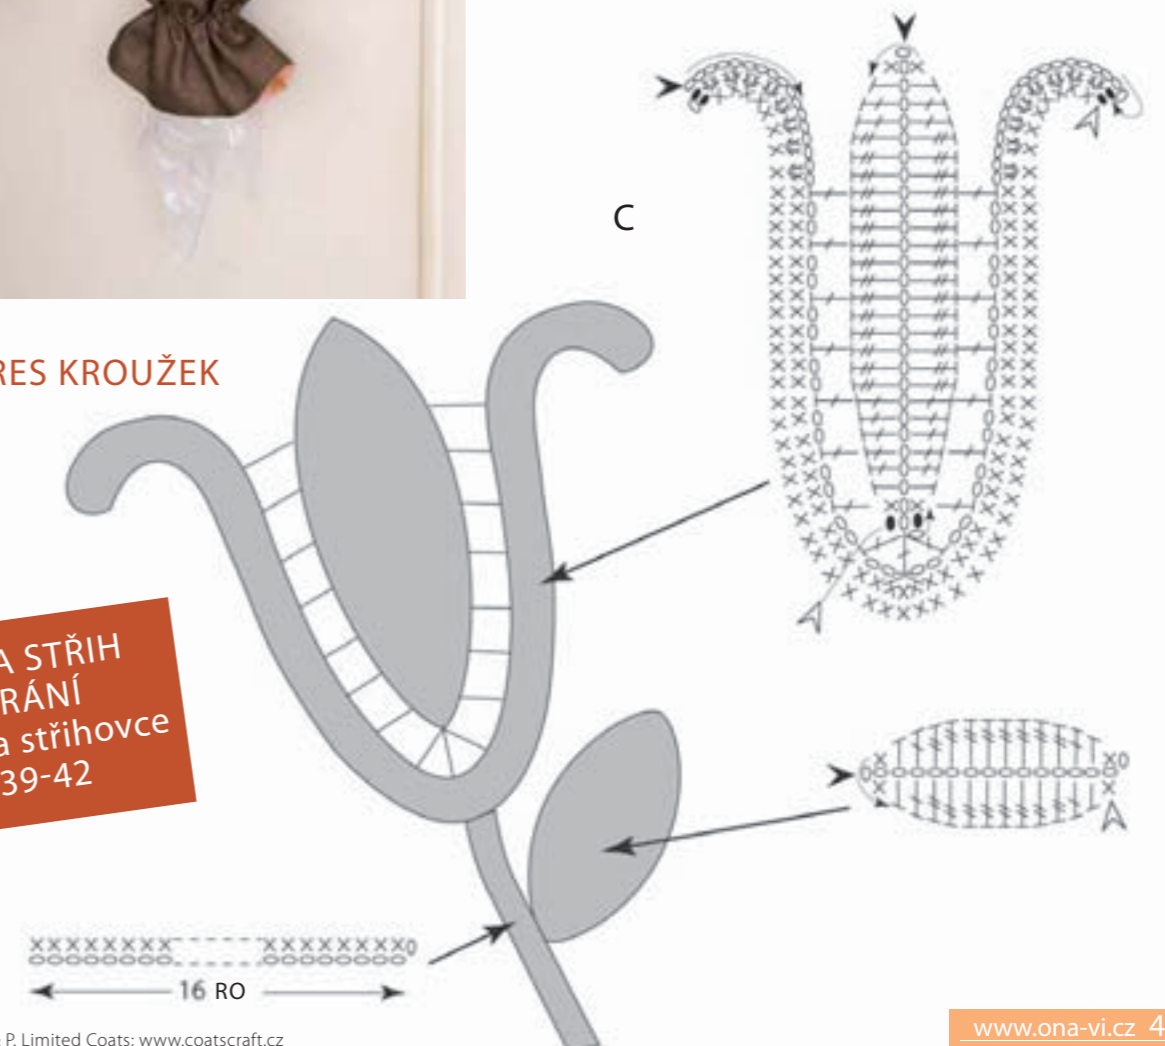 C
RES KROUŽEK
A STŘIH
RÁNÍ
a střihovce
39-42
16 RO
P. Limited Coats: www.coatscraft.cz
www.ona-vi.cz 4